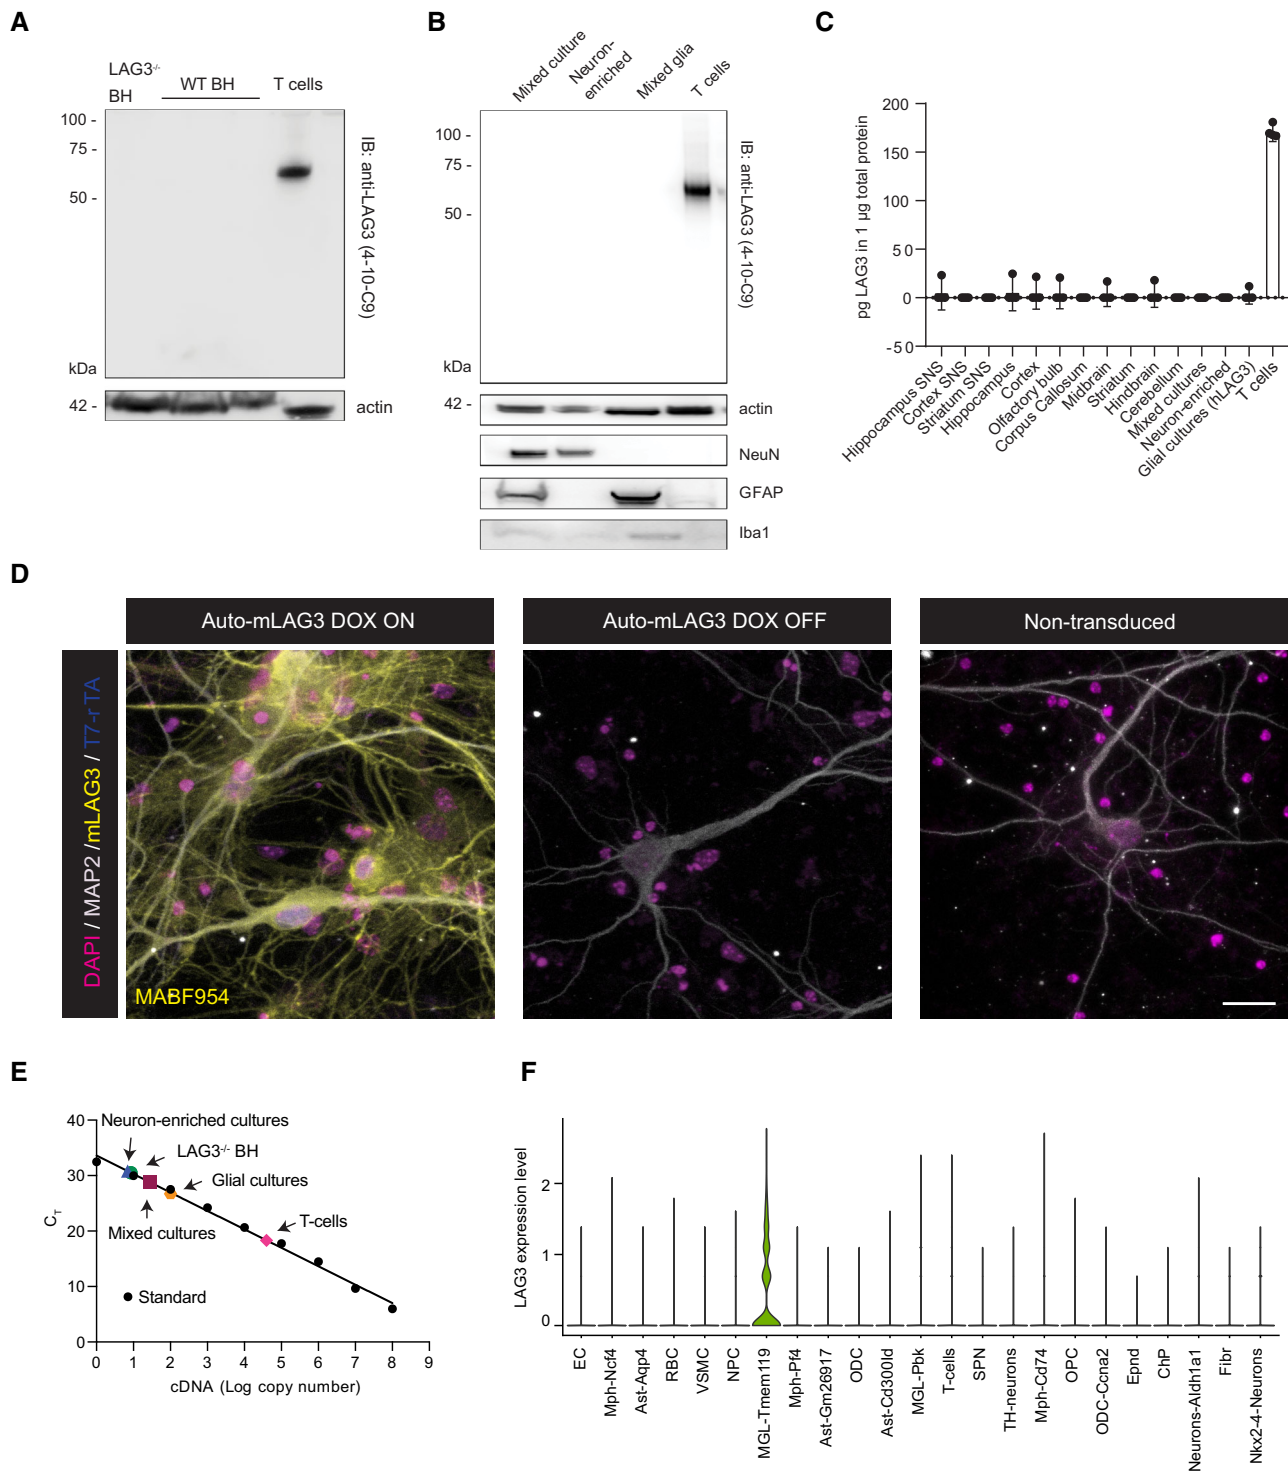 A
LAG3-/- BH
WT BH
T cells
100 -
75 -
50 -
kDa
42 -
IB: anti-LAG3 (4-10-C9)
actin
B
Mixed culture
Neuron-enriched
Mixed glia
T cells
100 -
75 -
50 -
kDa
42 -
IB: anti-LAG3 (4-10-C9)
actin
NeuN
GFAP
Iba1
C
pg LAG3 in 1 µg total protein
200
150
100
50
0
-50
Hippocampus SNS
Cortex SNS
Striatum SNS
Hippocampus
Cortex
Olfactory bulb
Corpus Callosum
Midbrain
Striatum
Hindbrain
Cerebellum
Mixed cultures
Neuron-enriched
Glial cultures (hLAG3)
T cells
D
Auto-mLAG3 DOX ON
Auto-mLAG3 DOX OFF
Non-transduced
DAPI / MAP2 /mLAG3 / T7-rTA
MABF954
E
CT
40
30
20
10
0
Neuron-enriched cultures
LAG3-/- BH
Glial cultures
Mixed cultures
T-cells
Standard
0 1 2 3 4 5 6 7 8 9
cDNA (Log copy number)
F
LAG3 expression level
2
1
0
EC
Mph-Ncf4
Ast-Aqp4
RBC
VSMC
NPC
MGL-Tmem119
Mph-Pf4
Ast-Gm26917
ODC
Ast-Cd300ld
MGL-Pbk
T-cells
SPN
TH-neurons
Mph-Cd74
OPC
ODC-Ccna2
Epnd
ChP
Neurons-Aldh1a1
Fibr
Nkx2-4-Neurons